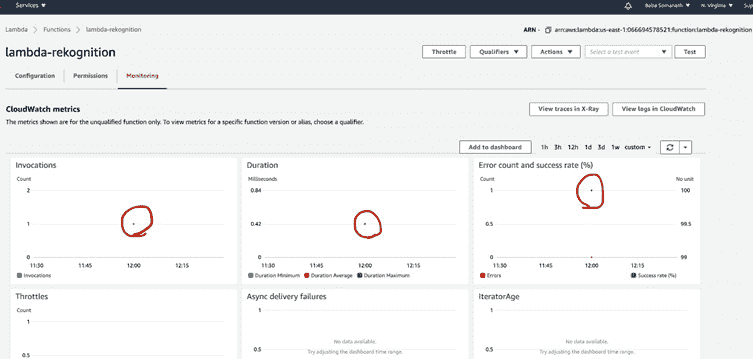 Services ▾
Baba Somanath ▾ N. Virginia ▾
Lambda > Functions > lambda-rekognition
ARN - arn:aws:lambda:us-east-1:066694578521:function:lambda-rekognition
lambda-rekognition
Throttle Qualifiers ▾ Actions ▾ Select a test event ▾ Test
Configuration Permissions Monitoring
CloudWatch metrics
View traces in X-Ray View logs in CloudWatch
The metrics shown are for the unqualified function only. To view metrics for a specific function version or alias, choose a qualifier.
Add to dashboard 1h 3h 12h 1d 3d 1w custom ▾
Invocations
Count
2
1
0
11:30 11:45 12:00 12:15
Invocations
Duration
Milliseconds
0.84
0.42
0
11:30 11:45 12:00 12:15
Duration Minimum Duration Average Duration Maximum
Error count and success rate (%)
Count No unit
1 100
0.5 99.5
0 99
11:30 11:45 12:00 12:15
Errors Success rate (%)
Throttles
Count
1
0.5
Async delivery failures
1
No data available.
0.5
Try adjusting the dashboard time range.
IteratorAge
1
No data available.
0.5
Try adjusting the dashboard time range.